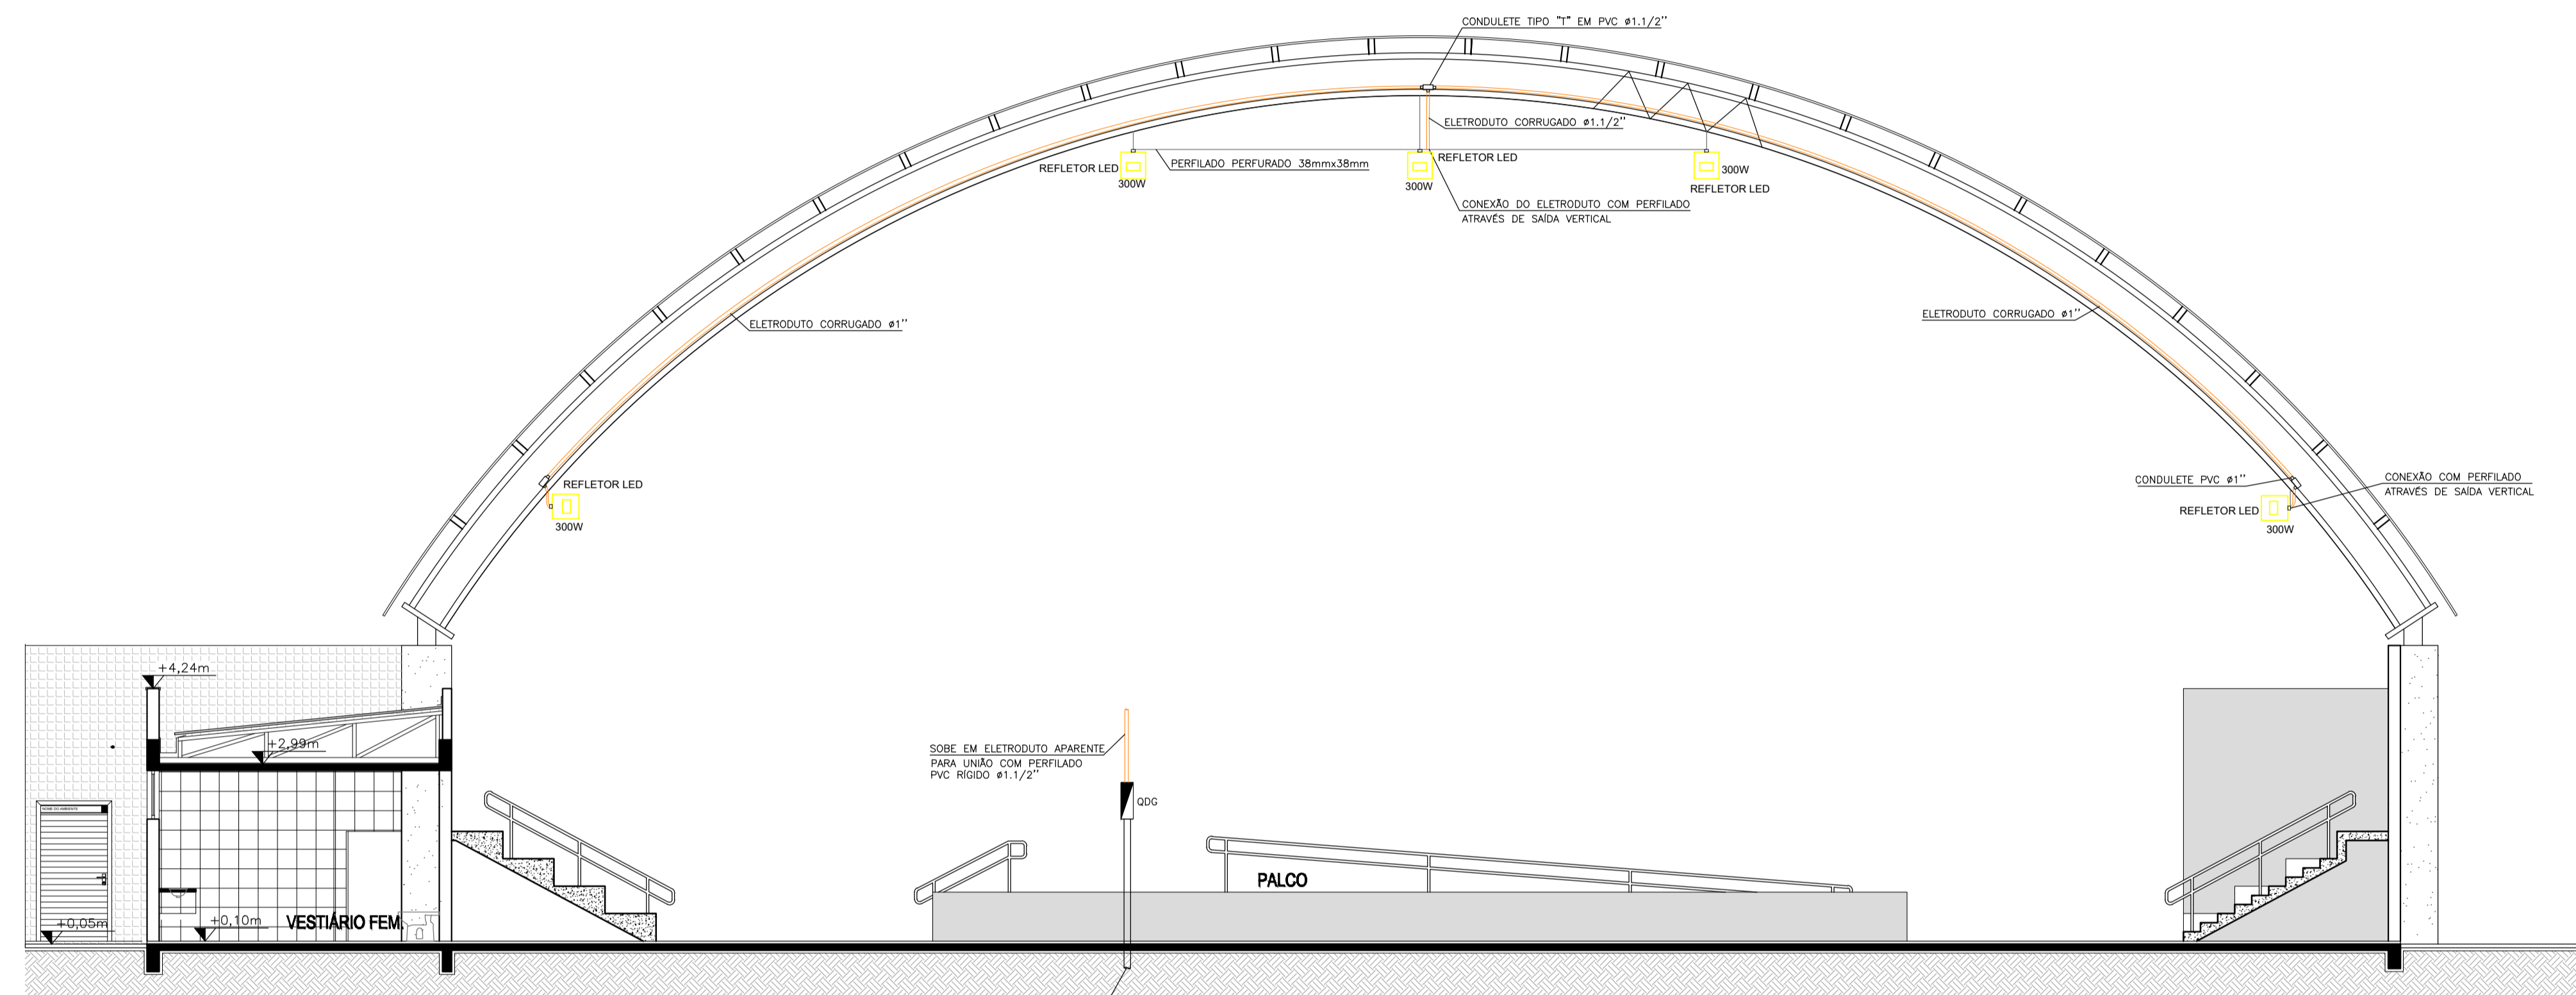 CONDULETE TIPO "T" EM PVC ø1.1/2''
ELETRODUTO CORRUGADO ø1.1/2''
REFLETOR LED
300W
PERFILADO PERFURADO 38mmx38mm
REFLETOR LED
300W
300W
REFLETOR LED
CONEXÃO DO ELETRODUTO COM PERFILADO
ATRAVÉS DE SAÍDA VERTICAL
ELETRODUTO CORRUGADO ø1''
ELETRODUTO CORRUGADO ø1''
REFLETOR LED
300W
CONDULETE PVC ø1''
REFLETOR LED
300W
CONEXÃO COM PERFILADO
ATRAVÉS DE SAÍDA VERTICAL
+4,24m
+2,99m
SOBE EM ELETRODUTO APARENTE
PARA UNIÃO COM PERFILADO
PVC RÍGIDO ø1.1/2''
QDG
NOME DO AMBIENTE
PALCO
+0,05m
+0,10m
VESTIÁRIO FEM.